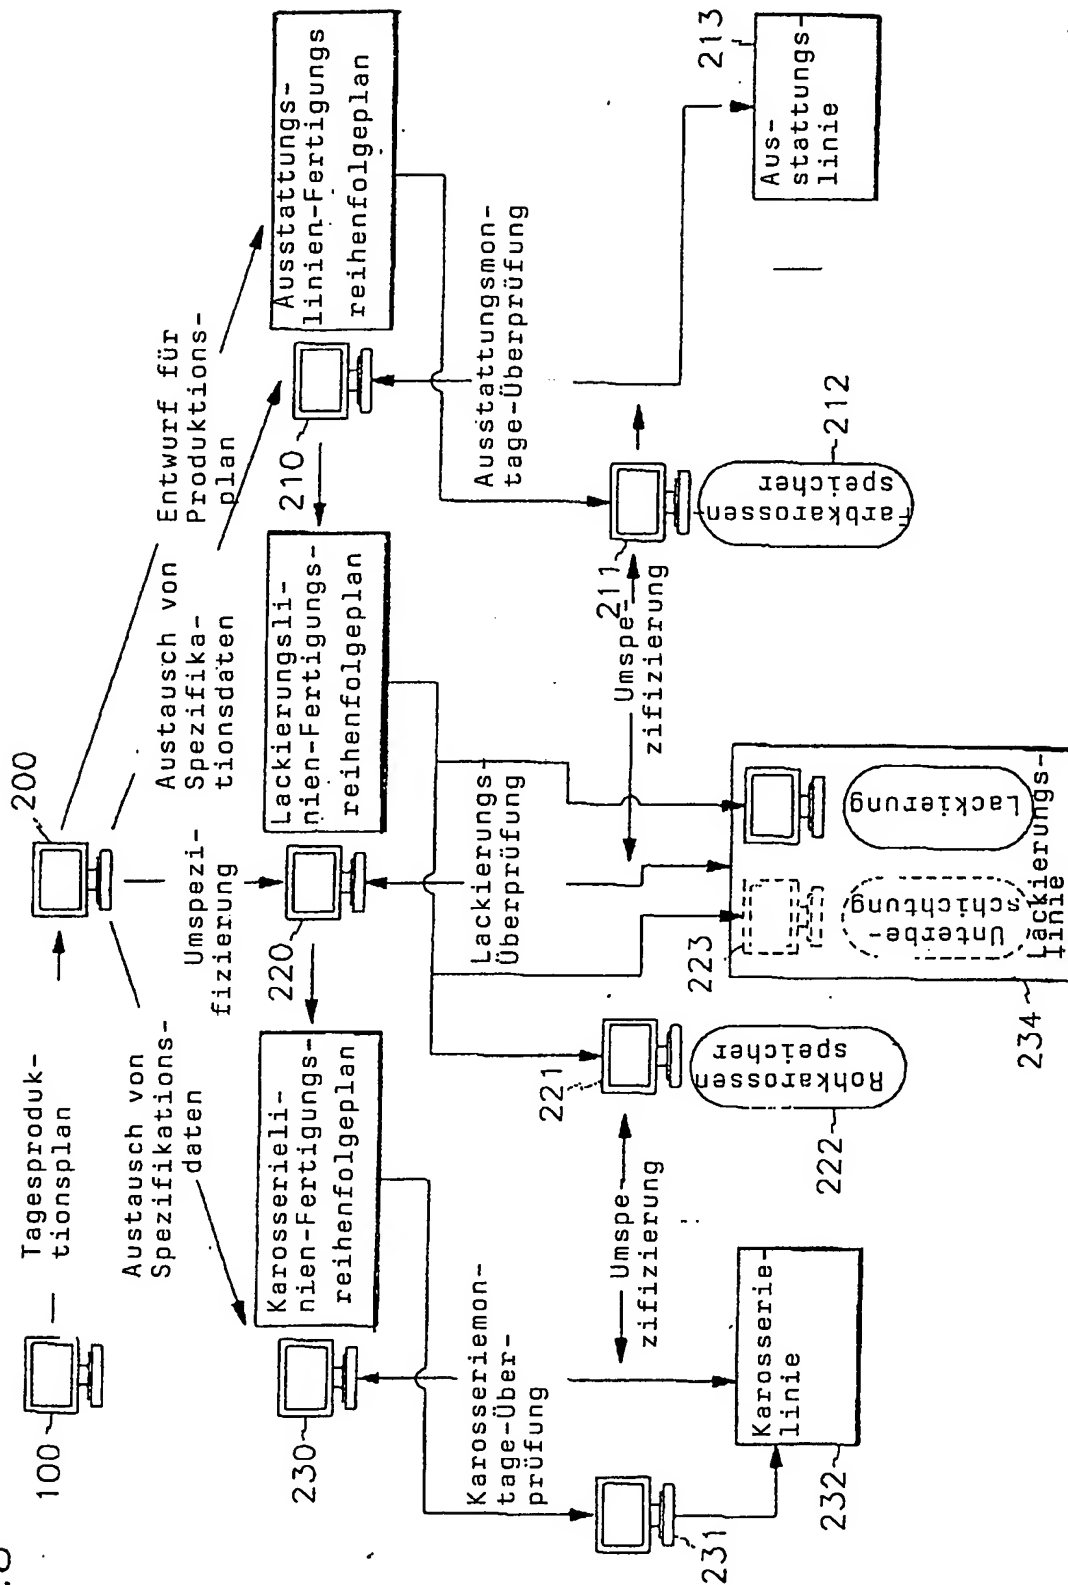 100
Tagesproduk-
tionsplan
200
Entwurf für
Produktions-
plan
Austausch von
Spezifikations-
daten
Umspezi-
fizierung
Austausch von
Spezifika-
tionsdaten
230
Karosserieli-
nien-Fertigungs-
reihenfolgeplan
220
Lackierungsli-
nien-Fertigungs-
reihenfolgeplan
210
Ausstattungs-
linien-Fertigungs
reihenfolgeplan
Karosseriemon-
tage-Über-
prüfung
Lackierungs-
Überprüfung
Ausstattungsmon-
tage-Überprüfung
231
Umspe-
zifizierung
221
Umspe-
zifizierung
211
Rohkarossen
speicher
222
Farbkarossen
speicher
212
Karosserie-
linie
232
223
Unterbe-
schichtung
Lackierung
Lackierungs-
linie
234
Aus-
stattungs-
linie
213